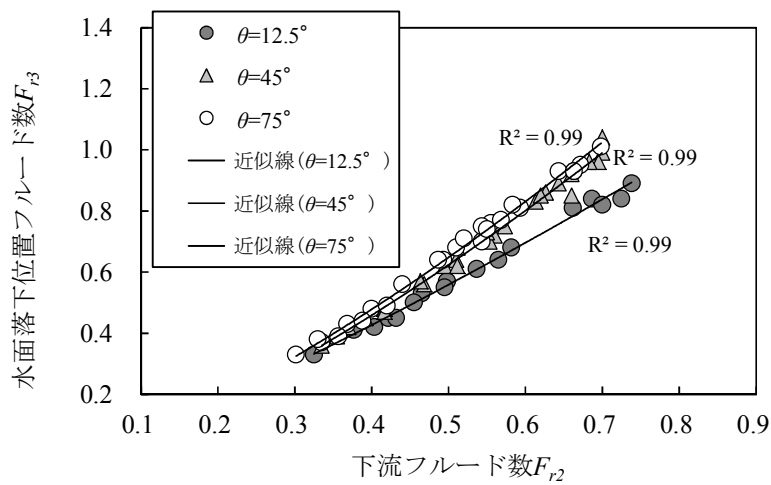 1.4
1.2
1.0
0.8
0.6
0.4
0.2
水面落下位置フルード数Fr3
θ=12.5°
θ=45°
θ=75°
近似線(θ=12.5°)
近似線(θ=45°)
近似線(θ=75°)
R² = 0.99
R² = 0.99
R² = 0.99
0.1 0.2 0.3 0.4 0.5 0.6 0.7 0.8 0.9
下流フルード数Fr2